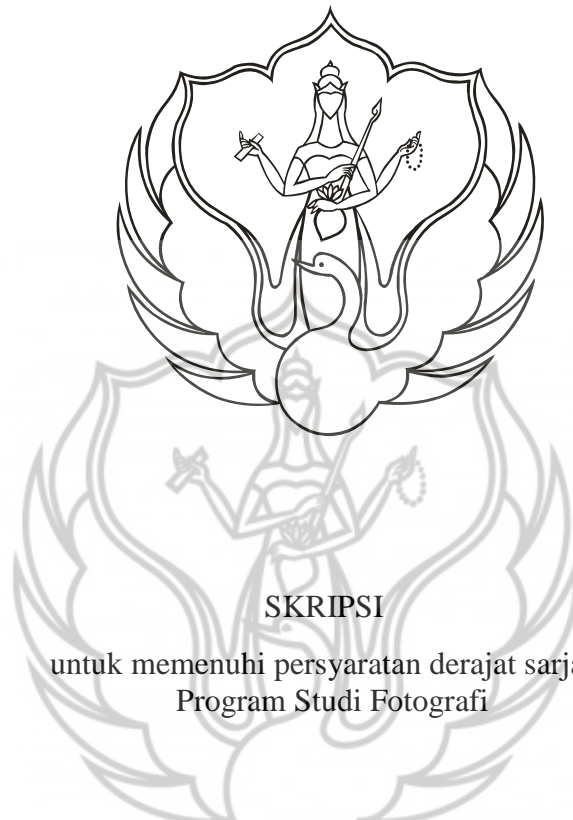 SKRIPSI
untuk memenuhi persyaratan derajat sarja
Program Studi Fotografi